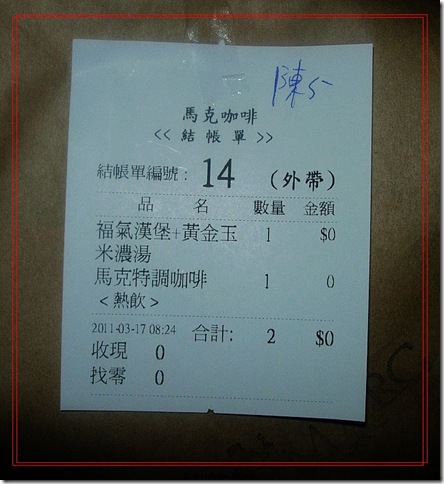 陳
馬克咖啡
<< 結 帳 單 >>
結帳單編號： 14 （外帶）
品 名 數量 金額
福氣漢堡+黃金玉 1 $0
米濃湯
馬克特調咖啡 1 0
<熱飲>
2011-03-17 08:24 合計: 2 $0
收現 0
找零 0